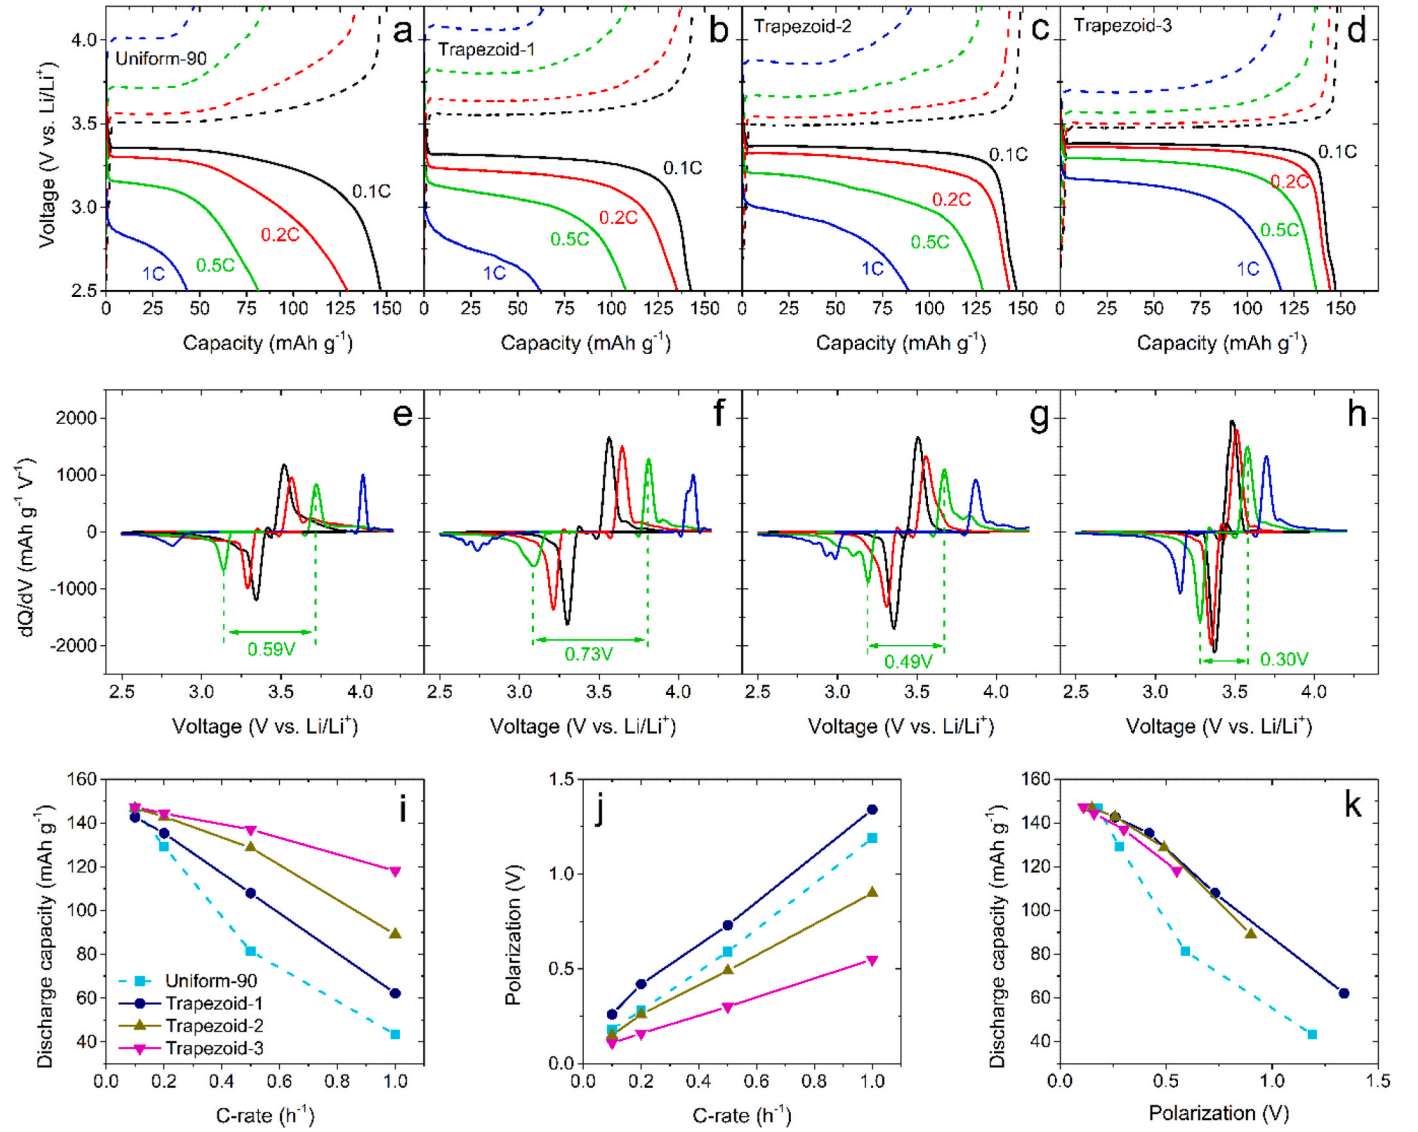 a
b
c
d
Uniform-90
Trapezoid-1
Trapezoid-2
Trapezoid-3
Voltage (V vs. Li/Li⁺)
4.0
3.5
3.0
2.5
0.1C
0.2C
0.5C
1C
0.1C
0.2C
0.5C
1C
0.1C
0.2C
0.5C
1C
0.1C
0.2C
0.5C
1C
0 25 50 75 100 125 150
0 25 50 75 100 125 150
0 25 50 75 100 125 150
0 25 50 75 100 125 150
Capacity (mAh g⁻¹)
Capacity (mAh g⁻¹)
Capacity (mAh g⁻¹)
Capacity (mAh g⁻¹)
e
f
g
h
dQ/dV (mAh g⁻¹ V⁻¹)
2000
1000
0
-1000
-2000
0.59V
0.73V
0.49V
0.30V
2.5 3.0 3.5 4.0
2.5 3.0 3.5 4.0
2.5 3.0 3.5 4.0
2.5 3.0 3.5 4.0
Voltage (V vs. Li/Li⁺)
Voltage (V vs. Li/Li⁺)
Voltage (V vs. Li/Li⁺)
Voltage (V vs. Li/Li⁺)
i
Discharge capacity (mAh g⁻¹)
160
140
120
100
80
60
40
Uniform-90
Trapezoid-1
Trapezoid-2
Trapezoid-3
0.0 0.2 0.4 0.6 0.8 1.0
C-rate (h⁻¹)
j
Polarization (V)
1.5
1.0
0.5
0.0
0.0 0.2 0.4 0.6 0.8 1.0
C-rate (h⁻¹)
k
Discharge capacity (mAh g⁻¹)
160
140
120
100
80
60
40
0.0 0.5 1.0 1.5
Polarization (V)